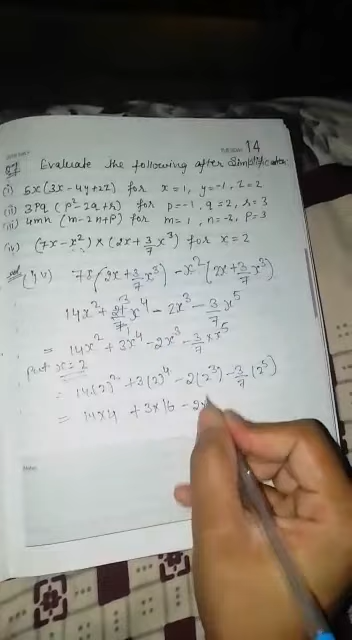 TUESDAY 14
Q7 Evaluate the following after Simplification
(i) 5x(3x - 4y + 2z) for x = 1, y = -1, z = 2
(ii) 3pq (p² - 2q + r) for p = -1, q = 2, r = 3
(iii) 4mn (m - 2n + p) for m = 1, n = -2, p = 3
(iv) (7x - x²) × (2x + 3/7 x³) for x = 2
(iv) 7x (2x + 3/7 x³) - x² (2x + 3/7 x³)
14x² + 21/7 x⁴ - 2x³ - 3/7 x⁵
= 14x² + 3x⁴ - 2x³ - 3/7 x⁵
put x = 2
= 14(2)² + 3(2)⁴ - 2(2³) - 3/7 (2⁵)
= 14×4 + 3×16 - 2×
Notes